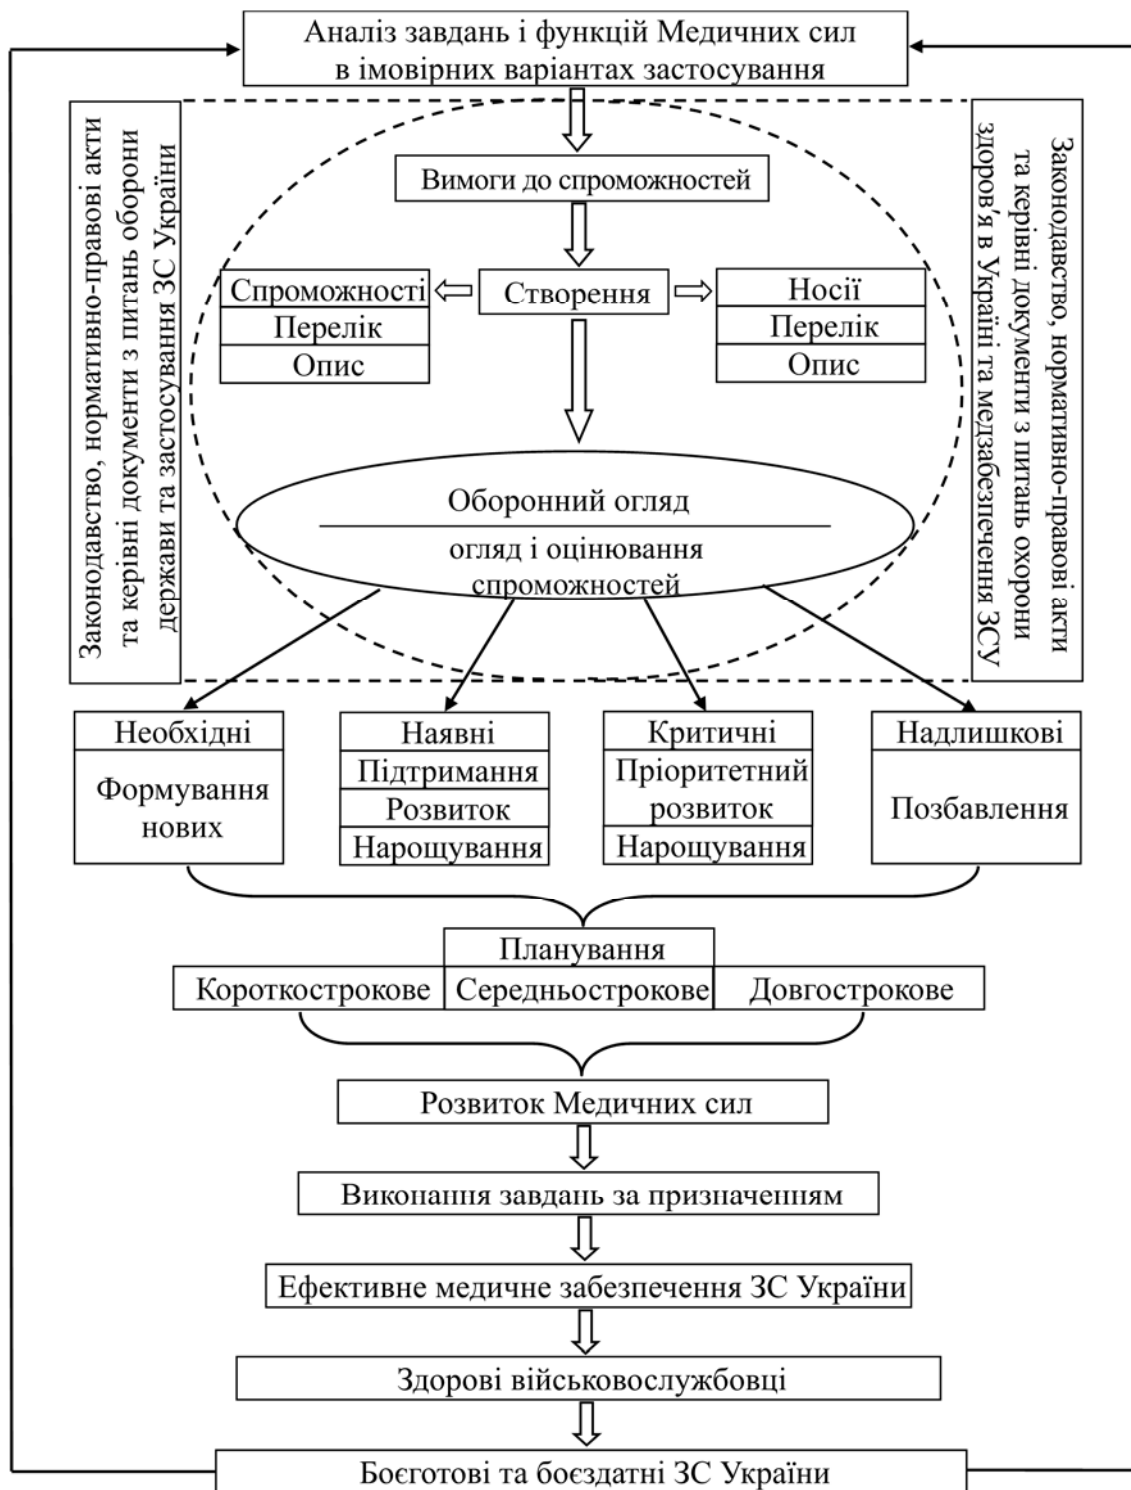 Аналіз завдань і функцій Медичних сил
в імовірних варіантах застосування
Законодавство, нормативно-правові акти
та керівні документи з питань оборони
держави та застосування ЗС України
Законодавство, нормативно-правові акти
та керівні документи з питань охорони
здоров'я в Україні та медзабезпечення ЗСУ
Вимоги до спроможностей
Спроможності
Перелік
Опис
Створення
Носії
Перелік
Опис
Оборонний огляд
огляд і оцінювання
спроможностей
Необхідні
Формування
нових
Наявні
Підтримання
Розвиток
Нарощування
Критичні
Пріоритетний
розвиток
Нарощування
Надлишкові
Позбавлення
Планування
Короткострокове
Середньострокове
Довгострокове
Розвиток Медичних сил
Виконання завдань за призначенням
Ефективне медичне забезпечення ЗС України
Здорові військовослужбовці
Боєготові та боєздатні ЗС України